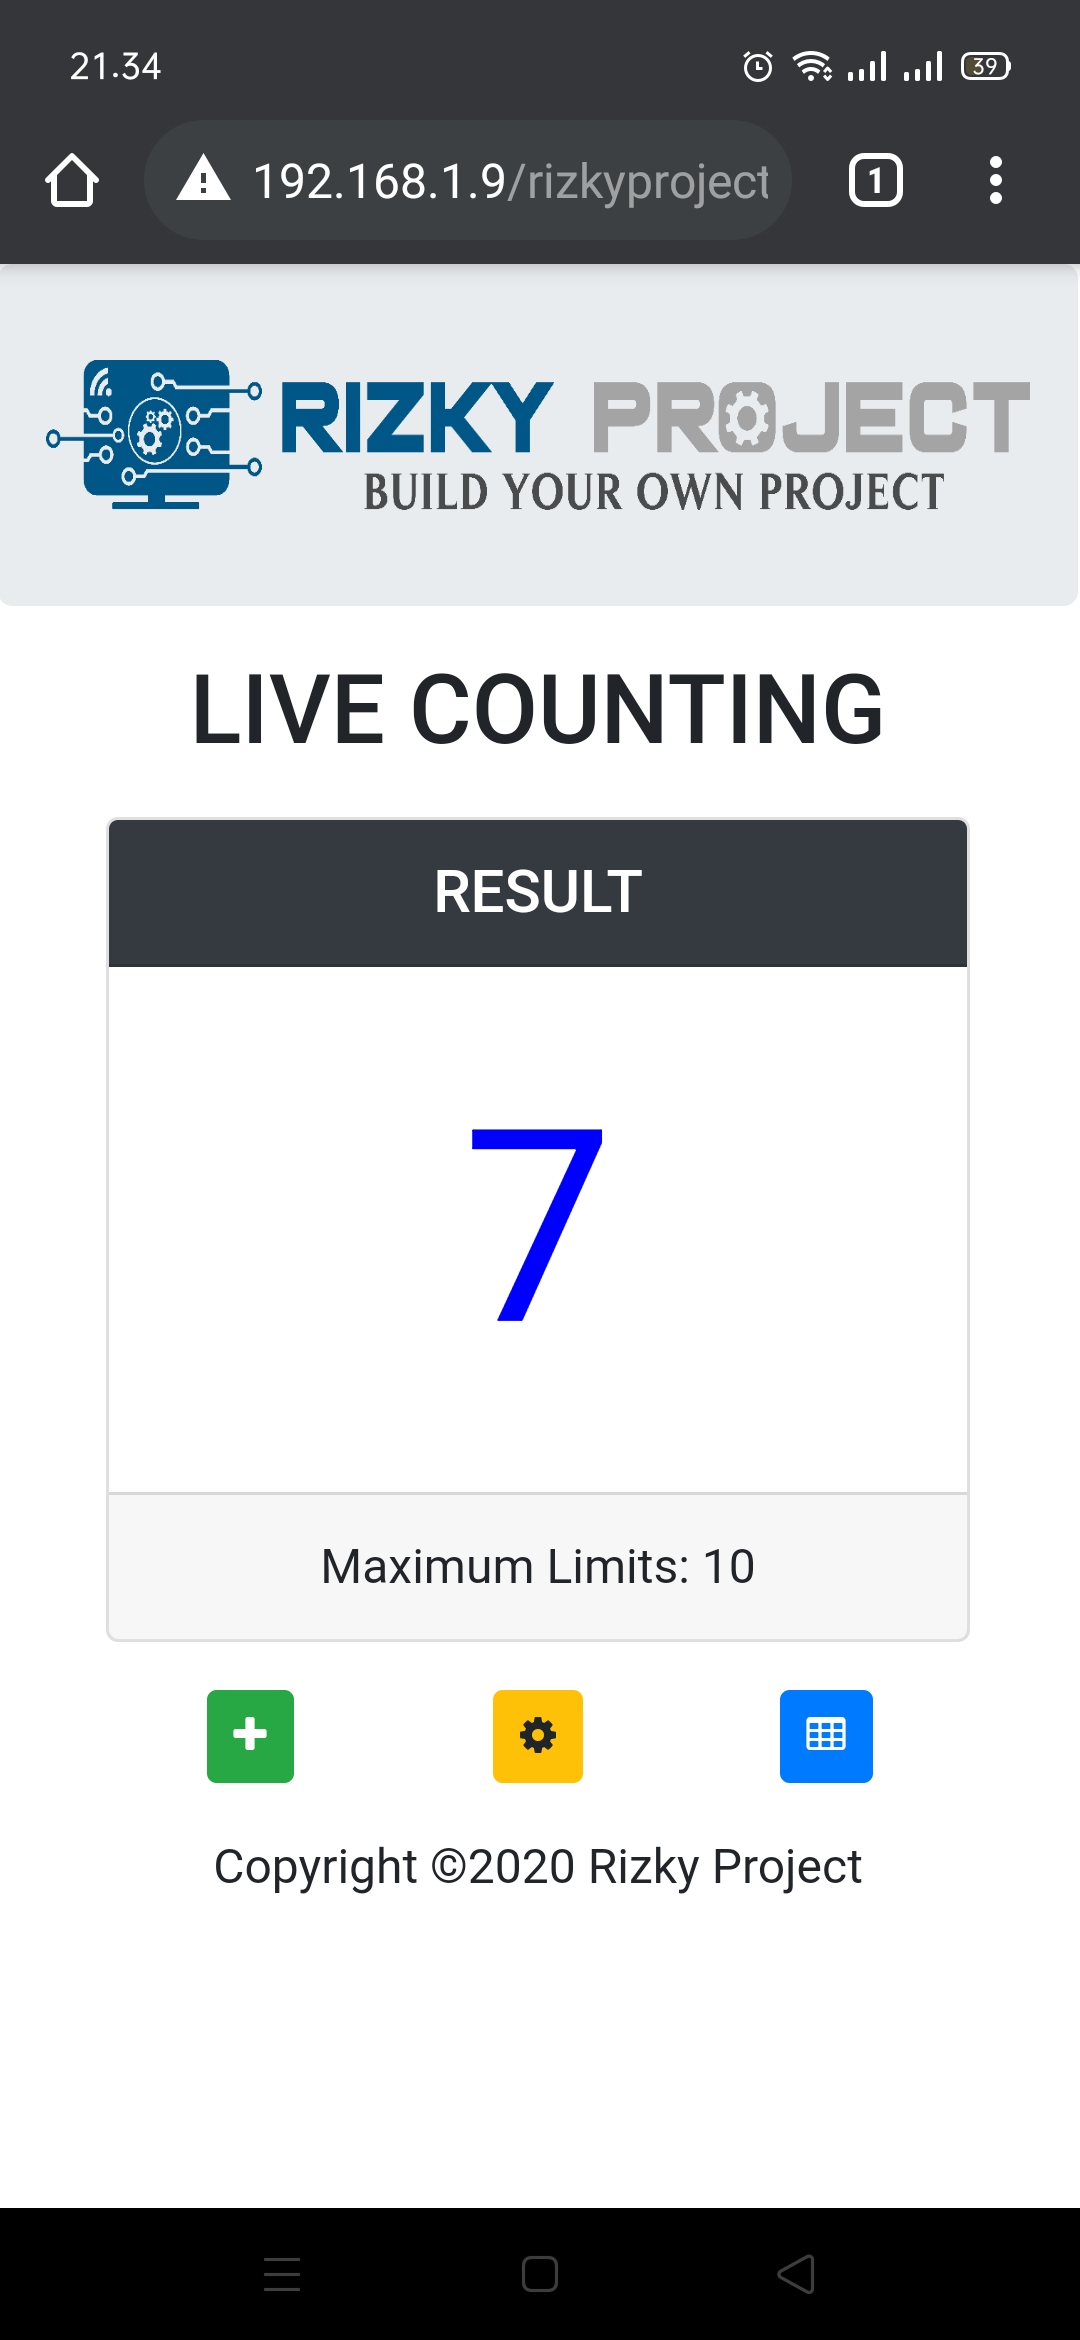 21.34
39
192.168.1.9/rizkyproject
1
RIZKY PROJECT
BUILD YOUR OWN PROJECT
LIVE COUNTING
RESULT
7
Maximum Limits: 10
Copyright ©2020 Rizky Project